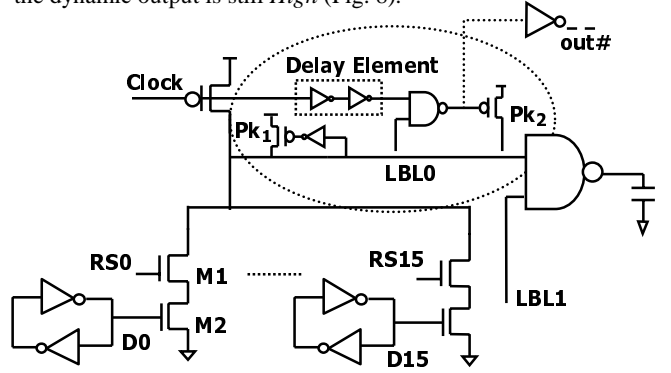 the dynamic output is still High (Fig. 8).
out#
Clock
Delay Element
Pk1
Pk2
LBL0
RS0
M1
RS15
M2
LBL1
D0
D15